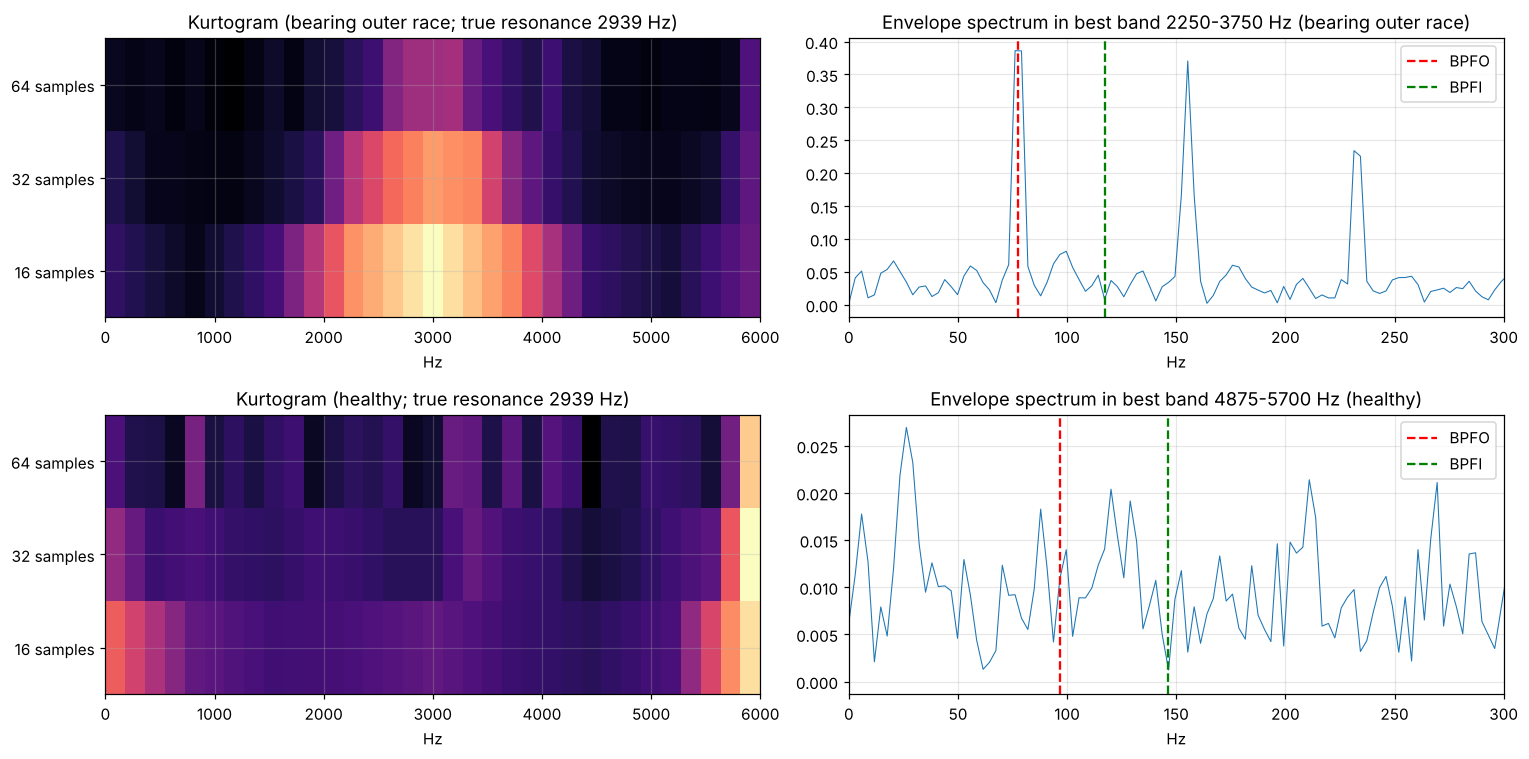 Kurtogram (bearing outer race; true resonance 2939 Hz)
64 samples
32 samples
16 samples
0 1000 2000 3000 4000 5000 6000
Hz
Envelope spectrum in best band 2250-3750 Hz (bearing outer race)
0.40
0.35
0.30
0.25
0.20
0.15
0.10
0.05
0.00
BPFO
BPFI
0 50 100 150 200 250 300
Hz
Kurtogram (healthy; true resonance 2939 Hz)
64 samples
32 samples
16 samples
0 1000 2000 3000 4000 5000 6000
Hz
Envelope spectrum in best band 4875-5700 Hz (healthy)
0.025
0.020
0.015
0.010
0.005
0.000
BPFO
BPFI
0 50 100 150 200 250 300
Hz